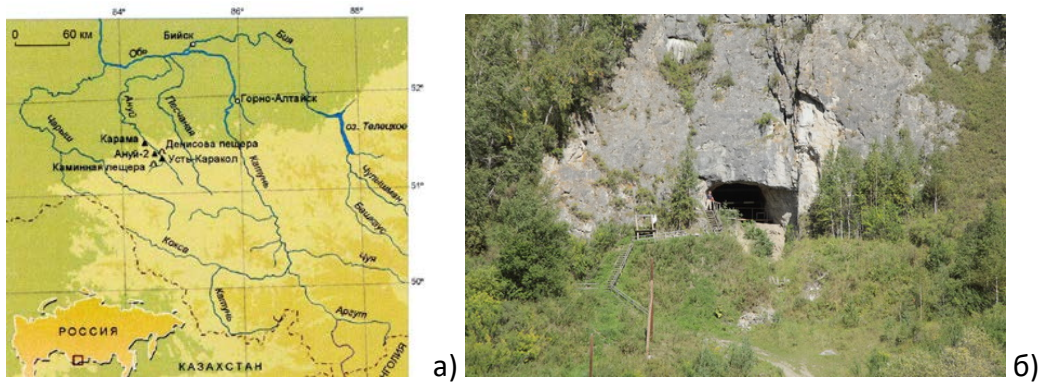 84 86 88
0 60 км
Бийск
Бия
Обь
52°
Горно-Алтайск
оз. Телецкое
Ануй
Песчаная
Чарыш
Карама
Денисова пещера
Ануй-2
Усть-Каракол
Каминная пещера
Катунь
Чулышман
51°
Башкаус
Кокса
Чуя
50°
Катунь
Аргут
РОССИЯ
КАЗАХСТАН
МОНГОЛИЯ
а)
б)